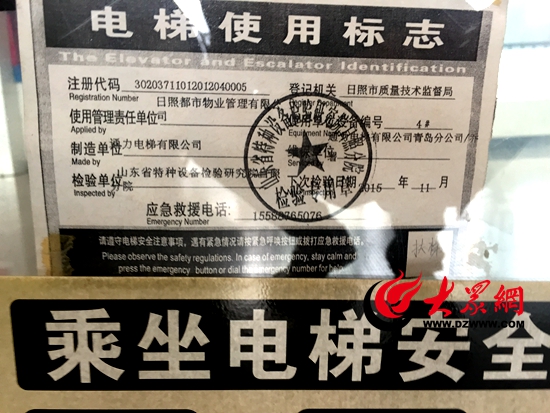 电梯使用标志
The Elevator and Escalator Identification
注册代码 30203711012012040005 登记机关 日照市质量技术监督局
Registration Number
日照都市物业管理有限公司
使用管理责任单位 4#
Applied by Equipment Number
制造单位 通力电梯有限公司 青岛分公司
Made by
检验单位 山东省特种设备检验研究院 下次检验日期 2015 年 11 月
Inspected by
应急救援电话: 15588765076
Emergency Number
请遵守电梯安全注意事项，遇有紧急情况请按紧急呼唤按钮或拨打应急救援电话。
Please observe the safety regulations. In case of emergency, stay calm and
press the emergency button or dial the emergency number for help
大众網
www.dzwww.com
乘坐电梯安全